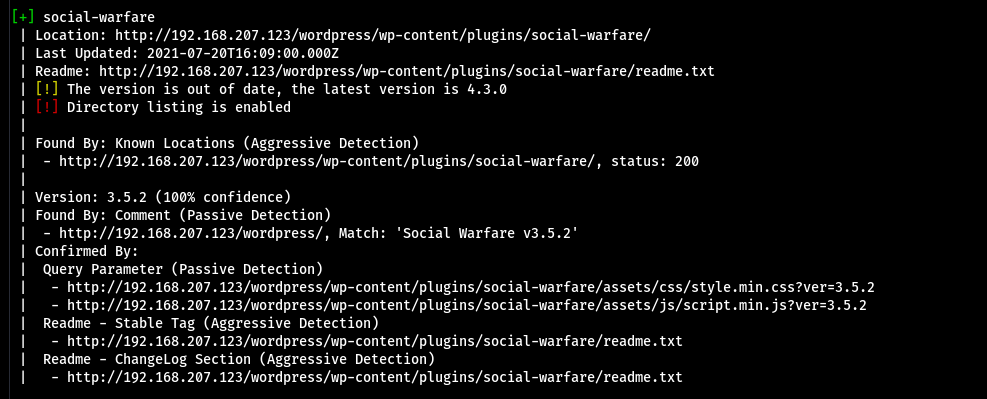 [+] social-warfare
| Location: http://192.168.207.123/wordpress/wp-content/plugins/social-warfare/
| Last Updated: 2021-07-20T16:09:00.000Z
| Readme: http://192.168.207.123/wordpress/wp-content/plugins/social-warfare/readme.txt
| [!] The version is out of date, the latest version is 4.3.0
| [!] Directory listing is enabled
|
| Found By: Known Locations (Aggressive Detection)
|  - http://192.168.207.123/wordpress/wp-content/plugins/social-warfare/, status: 200
|
| Version: 3.5.2 (100% confidence)
| Found By: Comment (Passive Detection)
|  - http://192.168.207.123/wordpress/, Match: 'Social Warfare v3.5.2'
| Confirmed By:
|  Query Parameter (Passive Detection)
|   - http://192.168.207.123/wordpress/wp-content/plugins/social-warfare/assets/css/style.min.css?ver=3.5.2
|   - http://192.168.207.123/wordpress/wp-content/plugins/social-warfare/assets/js/script.min.js?ver=3.5.2
|  Readme - Stable Tag (Aggressive Detection)
|   - http://192.168.207.123/wordpress/wp-content/plugins/social-warfare/readme.txt
|  Readme - ChangeLog Section (Aggressive Detection)
|   - http://192.168.207.123/wordpress/wp-content/plugins/social-warfare/readme.txt